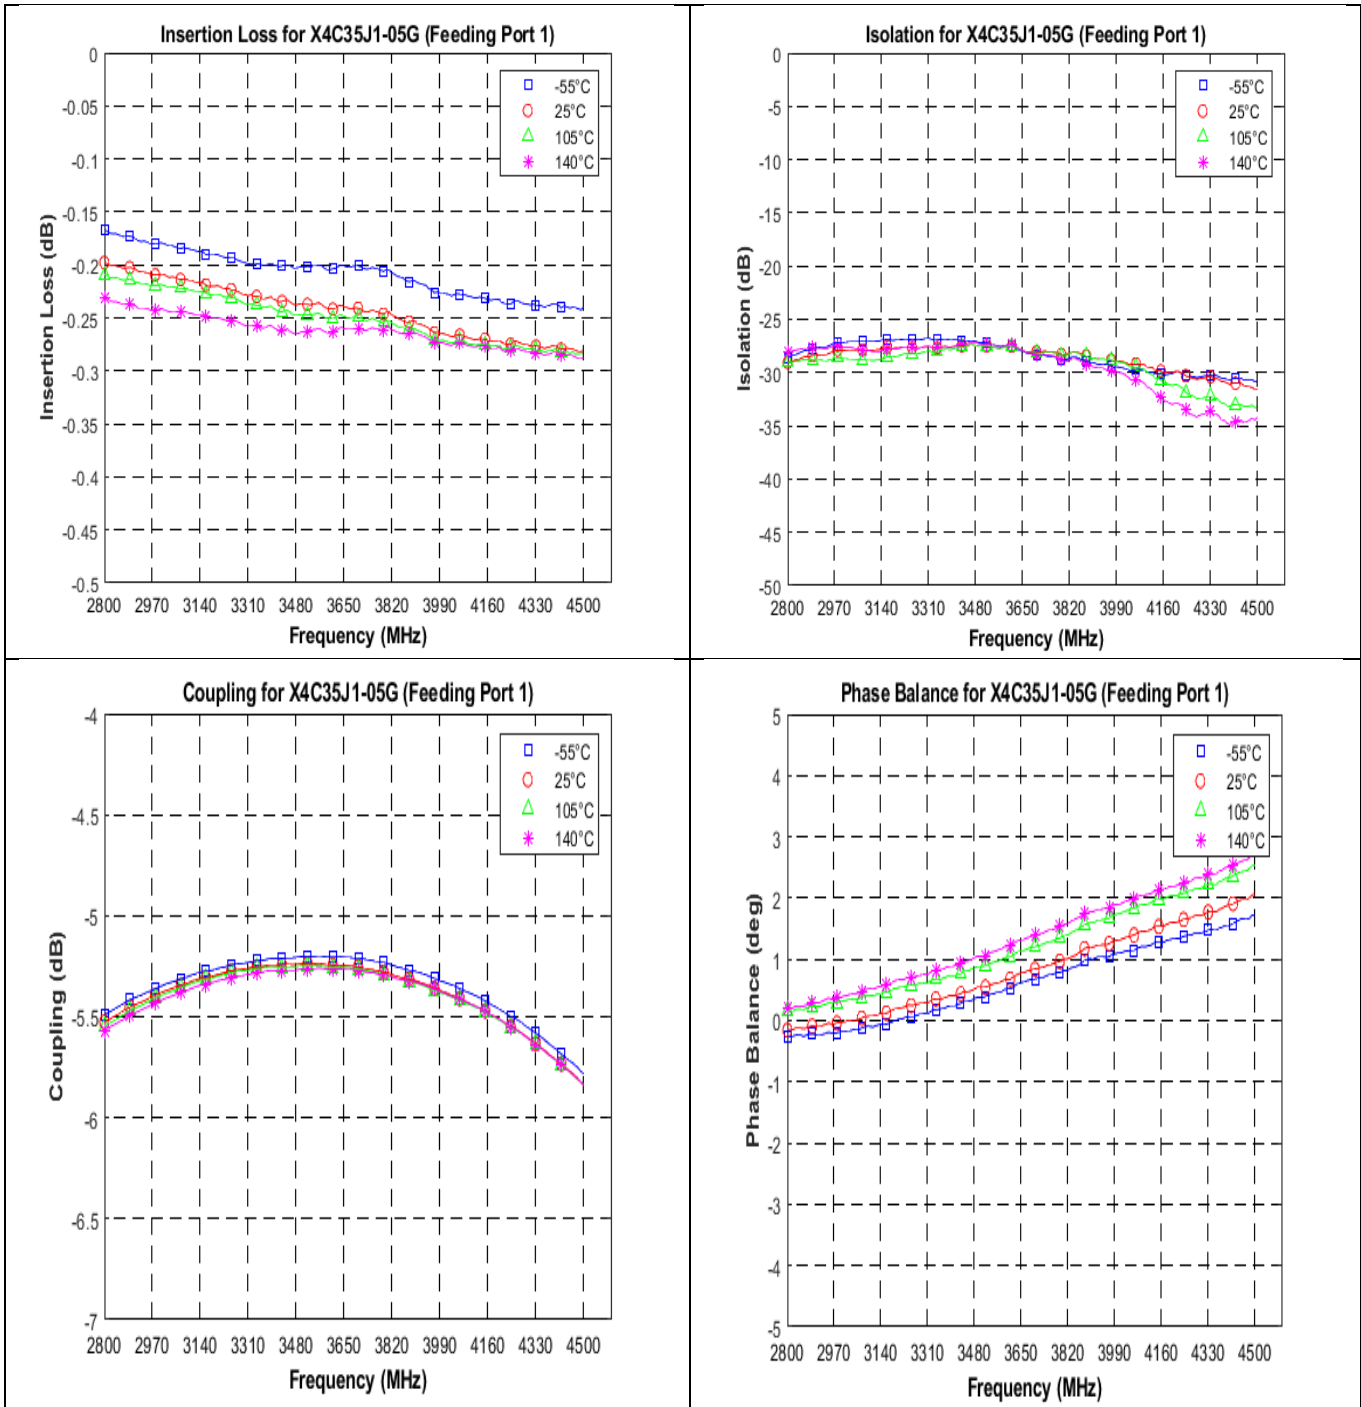 Insertion Loss for X4C35J1-05G (Feeding Port 1)
0
-0.05
-0.1
-0.15
-0.2
-0.25
-0.3
-0.35
-0.4
-0.45
-0.5
Insertion Loss (dB)
-55°C
25°C
105°C
140°C
2800 2970 3140 3310 3480 3650 3820 3990 4160 4330 4500
Frequency (MHz)
Isolation for X4C35J1-05G (Feeding Port 1)
0
-5
-10
-15
-20
-25
-30
-35
-40
-45
-50
Isolation (dB)
-55°C
25°C
105°C
140°C
2800 2970 3140 3310 3480 3650 3820 3990 4160 4330 4500
Frequency (MHz)
Coupling for X4C35J1-05G (Feeding Port 1)
-4
-4.5
-5
-5.5
-6
-6.5
-7
Coupling (dB)
-55°C
25°C
105°C
140°C
2800 2970 3140 3310 3480 3650 3820 3990 4160 4330 4500
Frequency (MHz)
Phase Balance for X4C35J1-05G (Feeding Port 1)
5
4
3
2
1
0
-1
-2
-3
-4
-5
Phase Balance (deg)
-55°C
25°C
105°C
140°C
2800 2970 3140 3310 3480 3650 3820 3990 4160 4330 4500
Frequency (MHz)